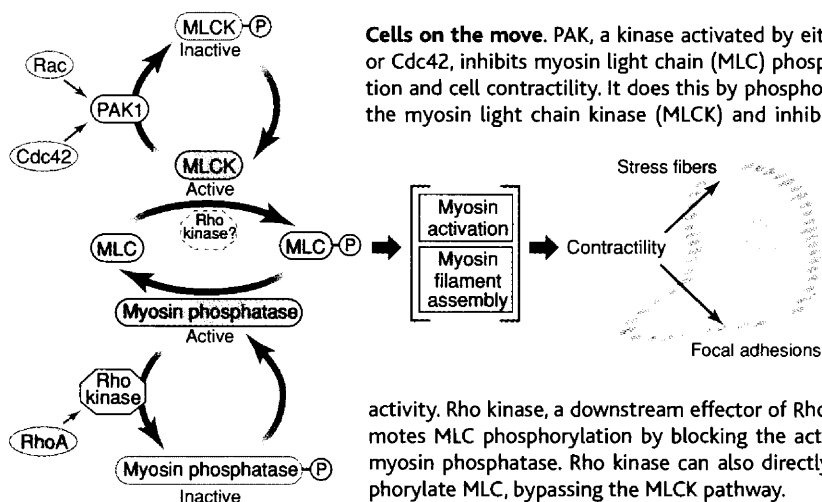 MLCK P
Inactive
Rac
PAK1
Cdc42
MLCK
Active
Rho
kinase?
MLC
MLC P
Myosin phosphatase
Active
Rho
kinase
RhoA
Myosin phosphatase P
Inactive
Cells on the move. PAK, a kinase activated by eit
or Cdc42, inhibits myosin light chain (MLC) phosp
tion and cell contractility. It does this by phospho
the myosin light chain kinase (MLCK) and inhib
Myosin
activation
Myosin
filament
assembly
Contractility
Stress fibers
Focal adhesions
activity. Rho kinase, a downstream effector of Rho
motes MLC phosphorylation by blocking the act
myosin phosphatase. Rho kinase can also directly
phorylate MLC, bypassing the MLCK pathway.